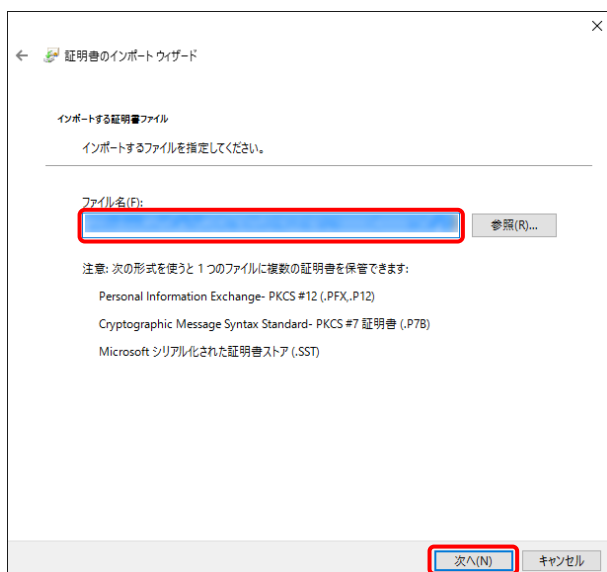 証明書のインポート ウィザード
インポートする証明書ファイル
インポートするファイルを指定してください。
ファイル名(F):
参照(R)...
注意: 次の形式を使うと 1 つのファイルに複数の証明書を保管できます:
Personal Information Exchange- PKCS #12 (.PFX,.P12)
Cryptographic Message Syntax Standard- PKCS #7 証明書 (.P7B)
Microsoft シリアル化された証明書ストア (.SST)
次へ(N)
キャンセル